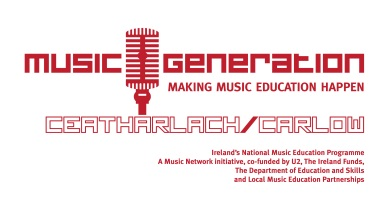 music generation
MAKING MUSIC EDUCATION HAPPEN
CEATHARLACH/CARLOW
Ireland's National Music Education Programme
A Music Network initiative, co-funded by U2, The Ireland Funds,
The Department of Education and Skills
and Local Music Education Partnerships